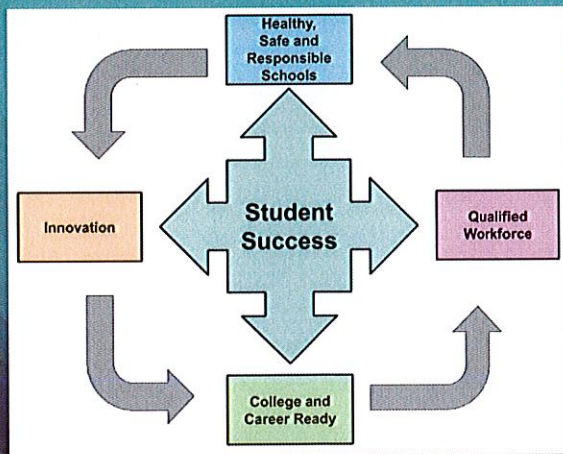 Healthy,
Safe and
Responsible
Schools
Innovation
Student
Success
Qualified
Workforce
College and
Career Ready